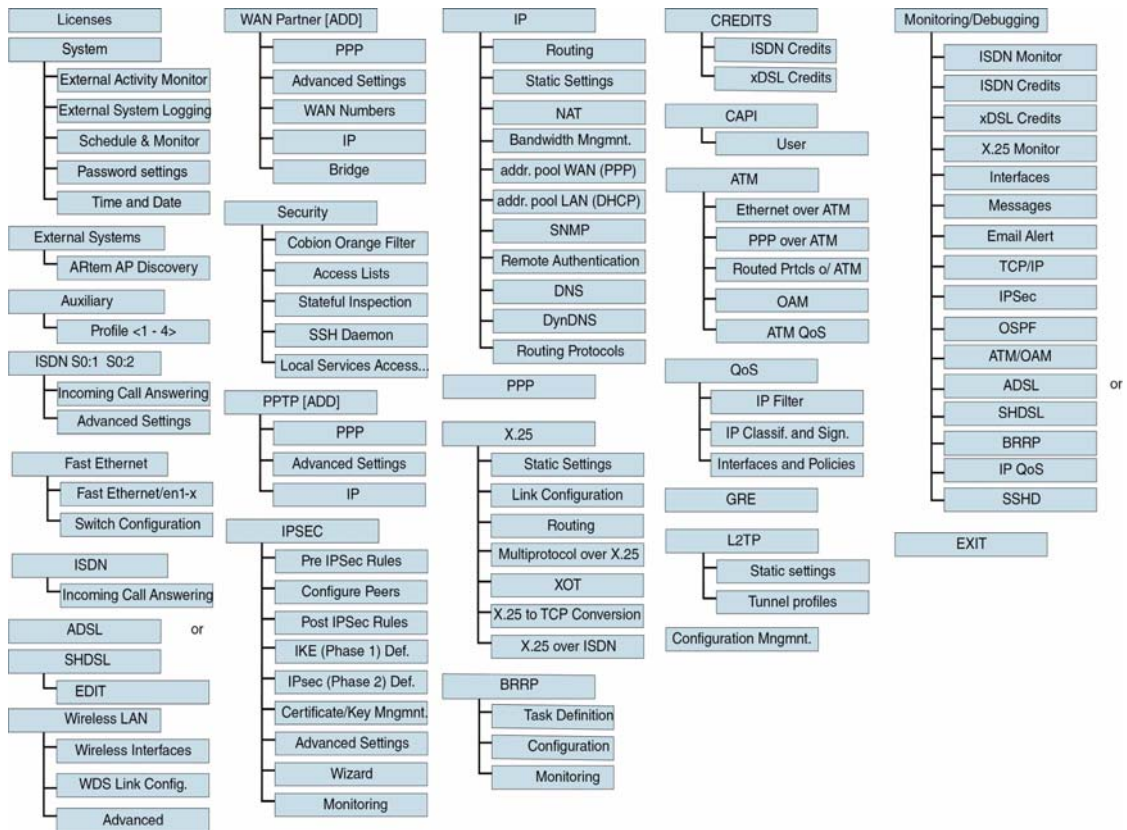 Licenses
System
External Activity Monitor
External System Logging
Schedule & Monitor
Password settings
Time and Date
External Systems
ARtem AP Discovery
Auxiliary
Profile <1 - 4>
ISDN S0:1 S0:2
Incoming Call Answering
Advanced Settings
Fast Ethernet
Fast Ethernet/en1-x
Switch Configuration
ISDN
Incoming Call Answering
ADSL or
SHDSL
EDIT
Wireless LAN
Wireless Interfaces
WDS Link Config.
Advanced
WAN Partner [ADD]
PPP
Advanced Settings
WAN Numbers
IP
Bridge
Security
Cobion Orange Filter
Access Lists
Stateful Inspection
SSH Daemon
Local Services Access...
PPTP [ADD]
PPP
Advanced Settings
IP
IPSEC
Pre IPSec Rules
Configure Peers
Post IPSec Rules
IKE (Phase 1) Def.
IPsec (Phase 2) Def.
Certificate/Key Mngmnt.
Advanced Settings
Wizard
Monitoring
IP
Routing
Static Settings
NAT
Bandwidth Mngmnt.
addr. pool WAN (PPP)
addr. pool LAN (DHCP)
SNMP
Remote Authentication
DNS
DynDNS
Routing Protocols
PPP
X.25
Static Settings
Link Configuration
Routing
Multiprotocol over X.25
XOT
X.25 to TCP Conversion
X.25 over ISDN
BRRP
Task Definition
Configuration
Monitoring
CREDITS
ISDN Credits
xDSL Credits
CAPI
User
ATM
Ethernet over ATM
PPP over ATM
Routed Prtcls o/ ATM
OAM
ATM QoS
QoS
IP Filter
IP Classif. and Sign.
Interfaces and Policies
GRE
L2TP
Static settings
Tunnel profiles
Configuration Mngmnt.
Monitoring/Debugging
ISDN Monitor
ISDN Credits
xDSL Credits
X.25 Monitor
Interfaces
Messages
Email Alert
TCP/IP
IPSec
OSPF
ATM/OAM
ADSL or
SHDSL
BRRP
IP QoS
SSHD
EXIT